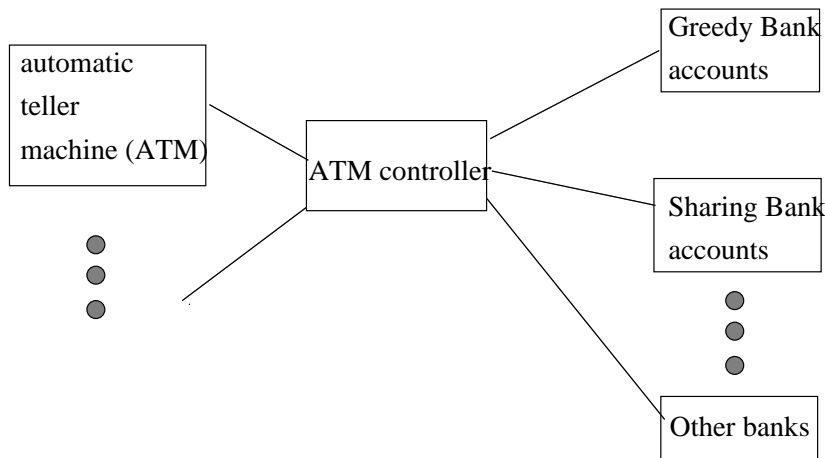 automatic
teller
machine (ATM)
ATM controller
Greedy Bank
accounts
Sharing Bank
accounts
Other banks